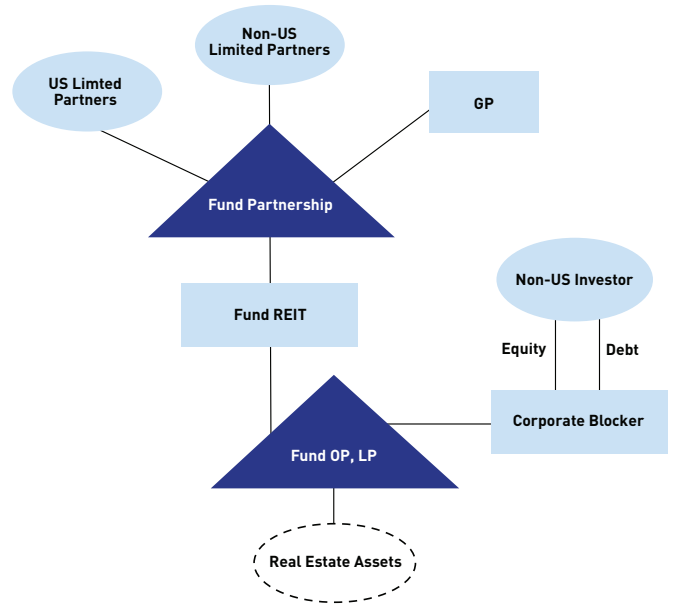 Non-US
Limited Partners
US Limted
Partners
GP
Fund Partnership
Non-US Investor
Fund REIT
Equity
Debt
Corporate Blocker
Fund OP, LP
Real Estate Assets